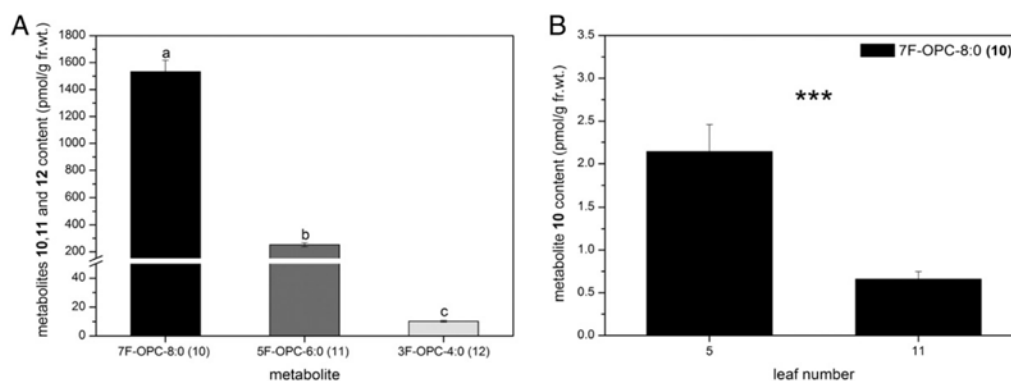 A
metabolites 10,11 and 12 content (pmol/g fr.wt.)
1800
1600
1400
1200
1000
800
600
400
200
40
20
10
0
a
b
c
7F-OPC-8:0 (10)
5F-OPC-6:0 (11)
3F-OPC-4:0 (12)
metabolite
B
metabolite 10 content (pmol/g fr.wt.)
3.5
3.0
2.5
2.0
1.5
1.0
0.5
0.0
7F-OPC-8:0 (10)
***
5
11
leaf number